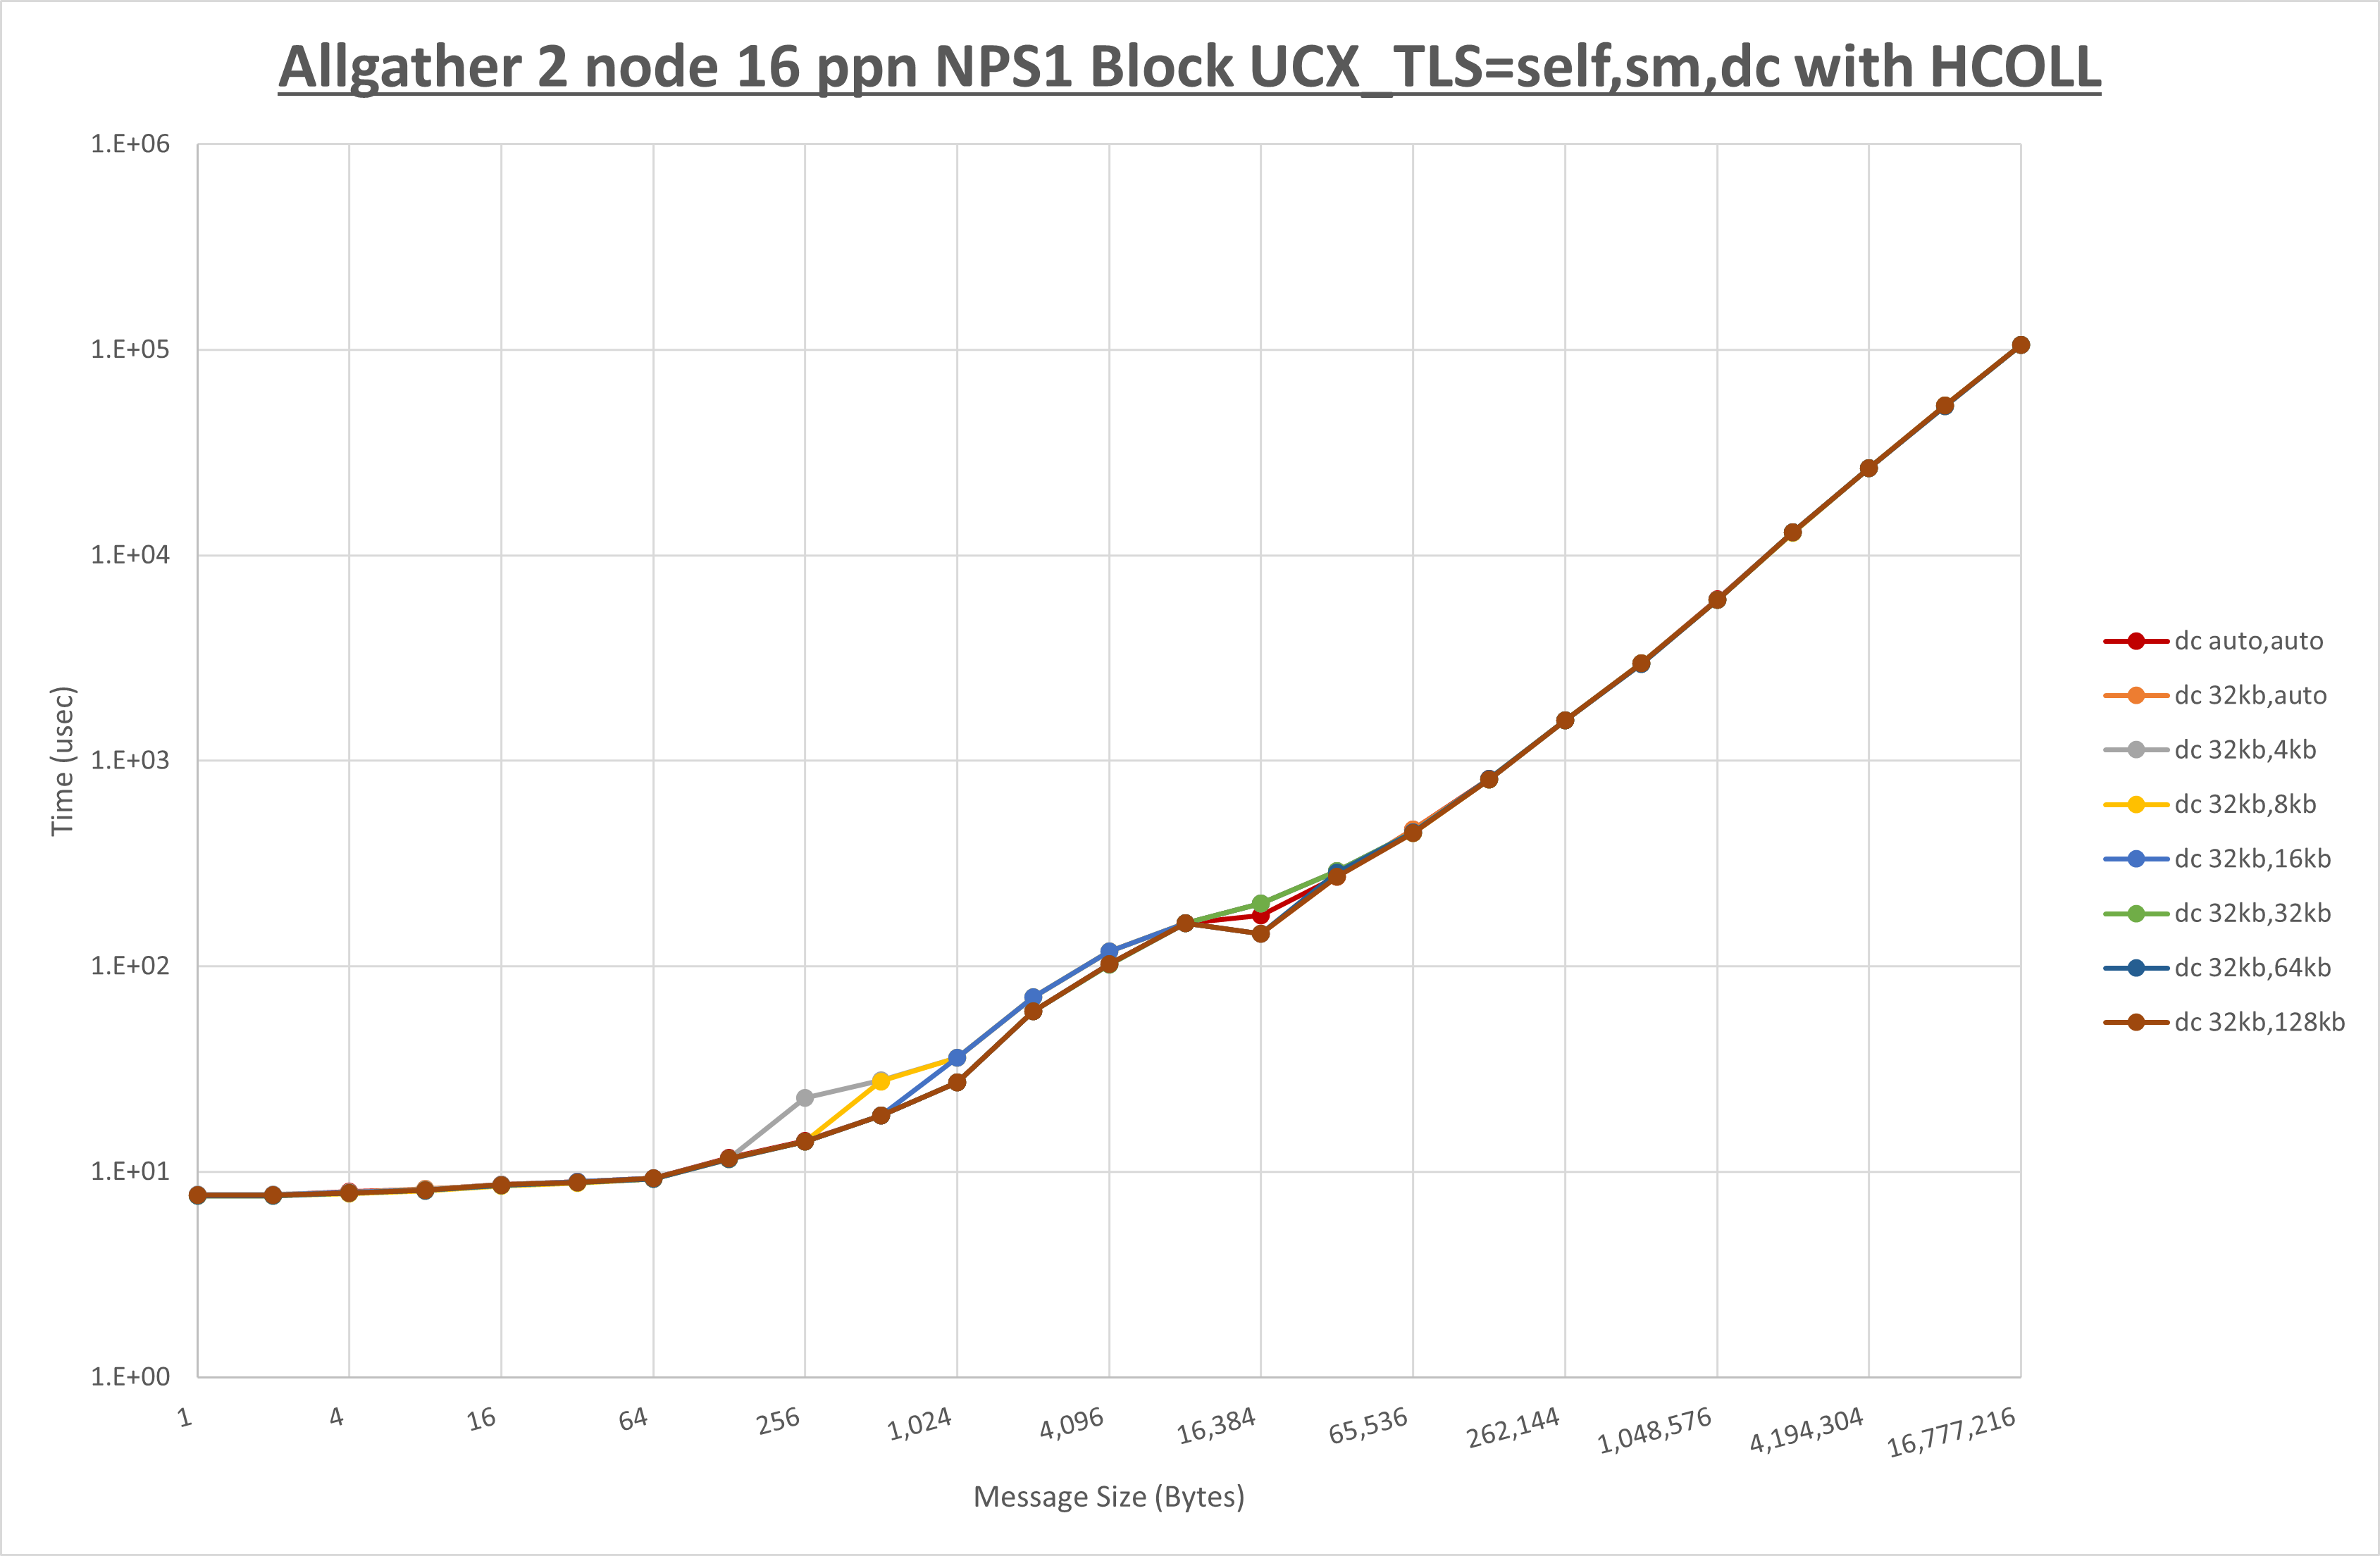 Allgather 2 node 16 ppn NPS1 Block UCX_TLS=self,sm,dc with HCOLL
1.E+06
1.E+05
1.E+04
1.E+03
1.E+02
1.E+01
1.E+00
Time (usec)
1
4
16
64
256
1,024
4,096
16,384
65,536
262,144
1,048,576
4,194,304
16,777,216
Message Size (Bytes)
dc auto,auto
dc 32kb,auto
dc 32kb,4kb
dc 32kb,8kb
dc 32kb,16kb
dc 32kb,32kb
dc 32kb,64kb
dc 32kb,128kb